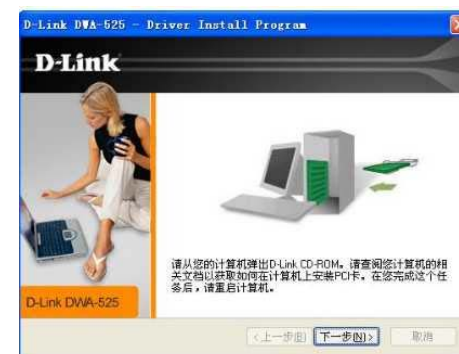 D-Link DWA-525 - Driver Install Program
D-Link
请从您的计算机弹出D-Link CD-ROM。请查阅您计算机的相
关文档以获取如何在计算机上安装PCI卡。在您完成这个任
务后，请重启计算机。
D-Link DWA-525
<上一步(B) 下一步(N)> 取消